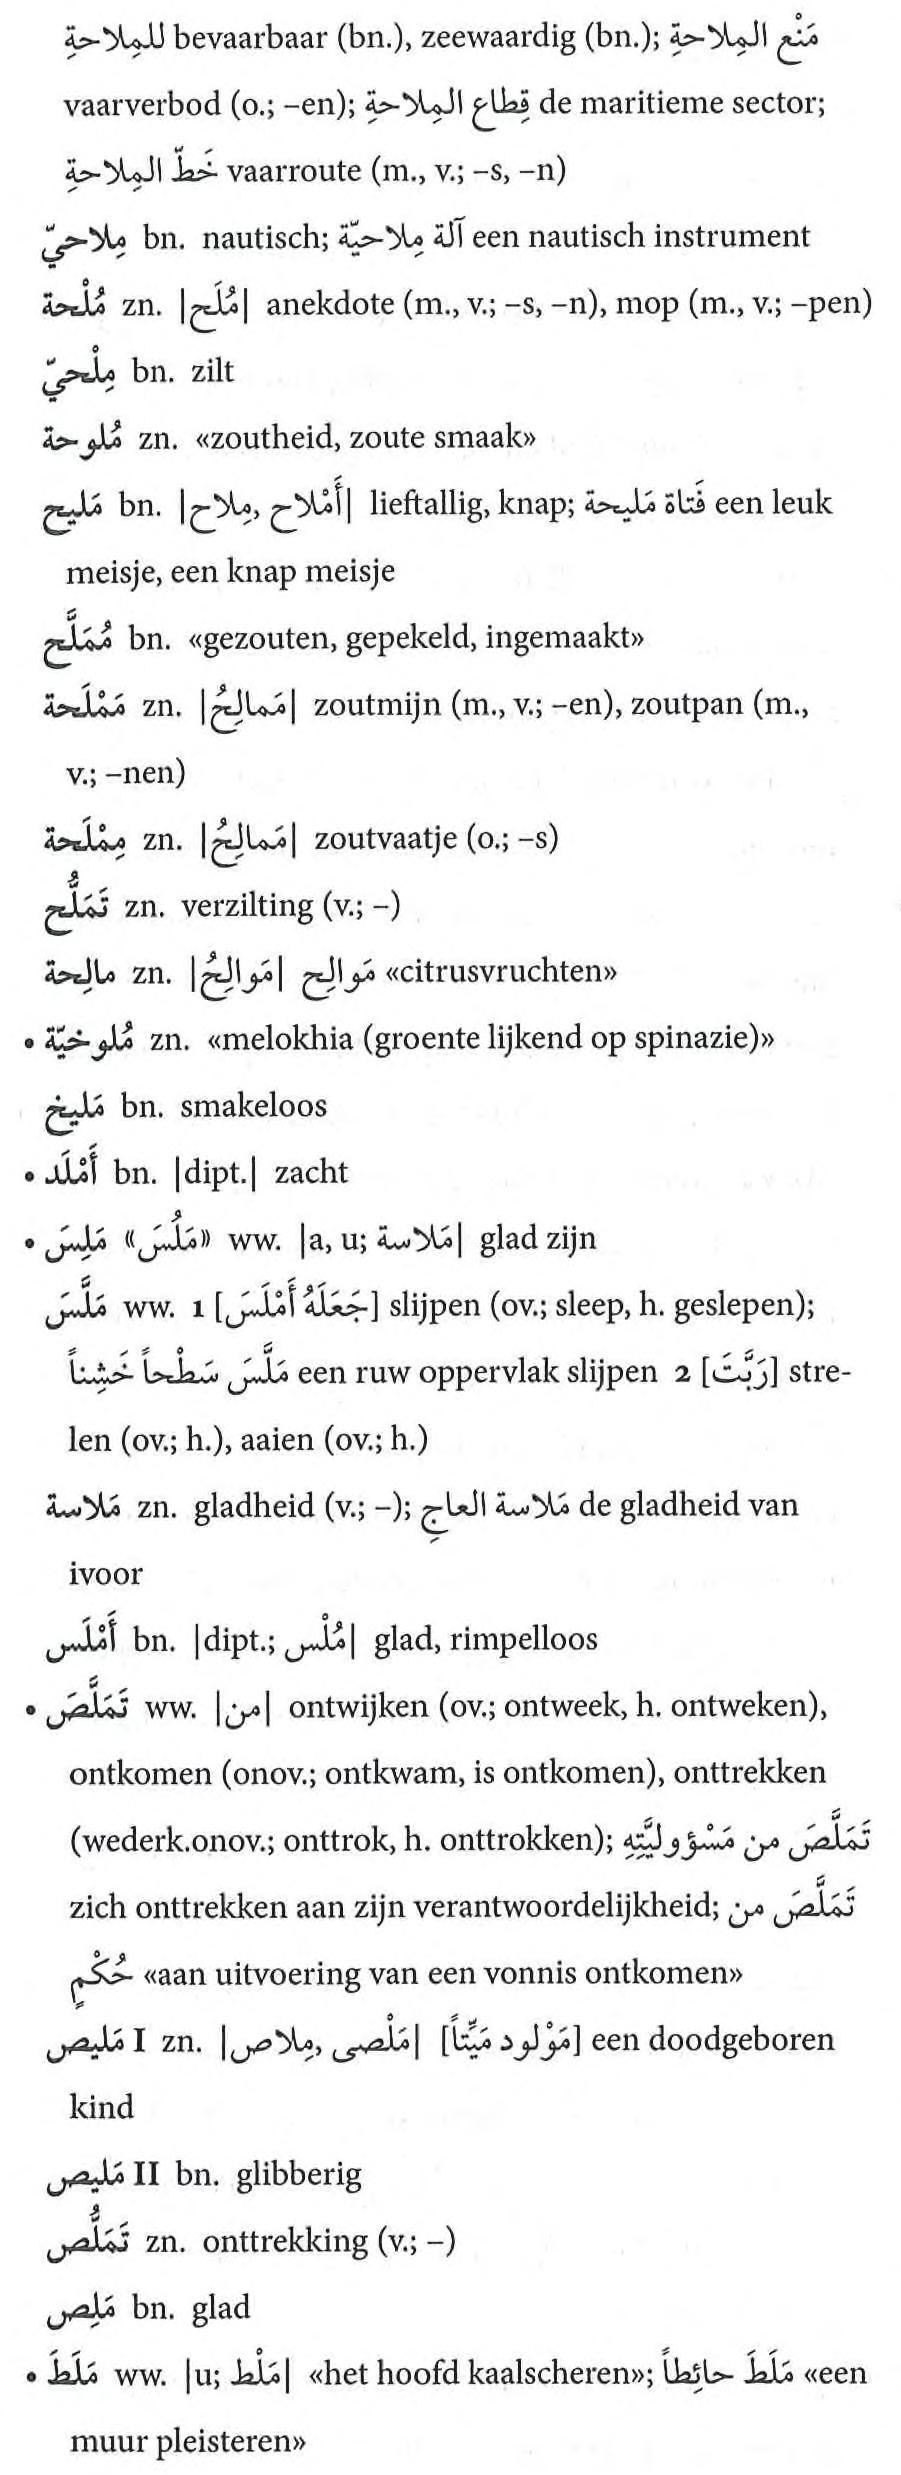 للمِلاحةِ bevaarbaar (bn.), zeewaardig (bn.); مَنْع المِلاحةِ
vaarverbod (o.; –en); قِطاع المِلاحةِ de maritieme sector;
خَطّ المِلاحةِ vaarroute (m., v.; –s, –n)
مِلاحيّ bn. nautisch; آلة مِلاحيّة een nautisch instrument
مُلْحة zn. |مُلَح| anekdote (m., v.; –s, –n), mop (m., v.; –pen)
مِلْحيّ bn. zilt
مُلوحة zn. «zoutheid, zoute smaak»
مَليح bn. |مِلاح, أَمْلاح| lieftallig, knap; فَتاة مَليحة een leuk
meisje, een knap meisje
مُمَلَّح bn. «gezouten, gepekeld, ingemaakt»
مَمْلَحة zn. |مَمالِحُ| zoutmijn (m., v.; –en), zoutpan (m.,
v.; –nen)
مِمْلَحة zn. |مَمالِحُ| zoutvaatje (o.; –s)
تَمَلُّح zn. verzilting (v.; –)
مالِحة zn. |مَوالِحُ| مَوالِح «citrusvruchten»
• مُلوخيّة zn. «melokhia (groente lijkend op spinazie)»
مَليخ bn. smakeloos
• أَمْلَد bn. |dipt.| zacht
• مَلِسَ «مَلُسَ» ww. |a, u; مَلاسة| glad zijn
مَلَّسَ ww. 1 [جَعَلَهُ أَمْلَسَ] slijpen (ov.; sleep, h. geslepen);
مَلَّسَ سَطْحاً خَشِناً een ruw oppervlak slijpen 2 [رَبَّتَ] stre-
len (ov.; h.), aaien (ov.; h.)
مَلاسة zn. gladheid (v.; –); مَلاسة العاجِ de gladheid van
ivoor
أَمْلَس bn. |dipt.; مُلْس| glad, rimpelloos
• تَمَلَّصَ ww. |من| ontwijken (ov.; ontweek, h. ontweken),
ontkomen (onov.; ontkwam, is ontkomen), onttrekken
(wederk.onov.; onttrok, h. onttrokken); تَمَلَّصَ من مَسْؤوليَّتِهِ
zich onttrekken aan zijn verantwoordelijkheid; تَمَلَّصَ من
حُكْمٍ «aan uitvoering van een vonnis ontkomen»
مَليص I zn. |مَلْصى, مِلاص| [مَوْلود مَيِّتاً] een doodgeboren
kind
مَليص II bn. glibberig
تَمَلُّص zn. onttrekking (v.; –)
مَلِص bn. glad
• مَلَطَ ww. |u; مَلْط| «het hoofd kaalscheren»; مَلَطَ حائِطاً «een
muur pleisteren»